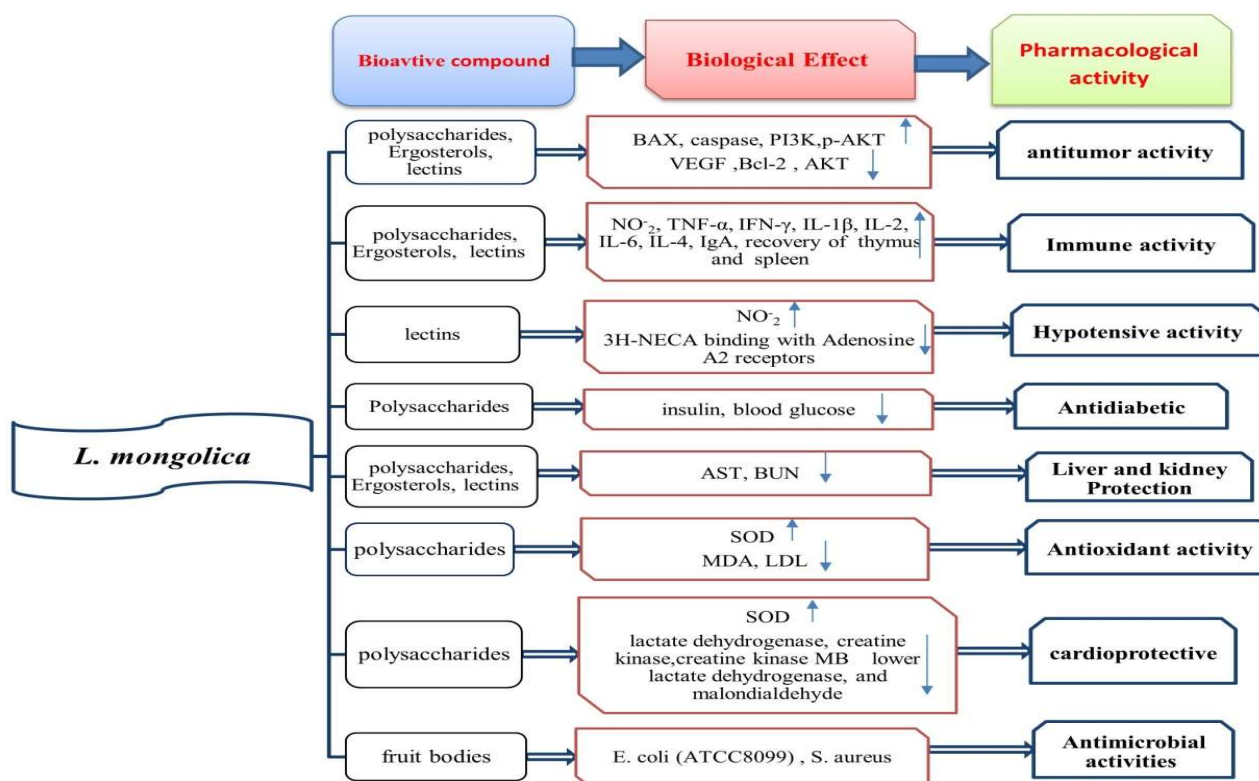 Bioavtive compound
Biological Effect
Pharmacological
activity
L. mongolica
polysaccharides,
Ergosterols,
lectins
BAX, caspase, PI3K,p-AKT ↑
VEGF ,Bcl-2 , AKT ↓
antitumor activity
polysaccharides,
Ergosterols, lectins
NO⁻₂, TNF-α, IFN-γ, IL-1β, IL-2,
IL-6, IL-4, IgA, recovery of thymus
and spleen ↑
Immune activity
lectins
NO⁻₂ ↑
3H-NECA binding with Adenosine
A2 receptors ↓
Hypotensive activity
Polysaccharides
insulin, blood glucose ↓
Antidiabetic
polysaccharides,
Ergosterols, lectins
AST, BUN ↓
Liver and kidney
Protection
polysaccharides
SOD ↑
MDA, LDL ↓
Antioxidant activity
polysaccharides
SOD ↑
lactate dehydrogenase, creatine
kinase,creatine kinase MB lower
lactate dehydrogenase, and
malondialdehyde ↓
cardioprotective
fruit bodies
E. coli (ATCC8099) , S. aureus
Antimicrobial
activities